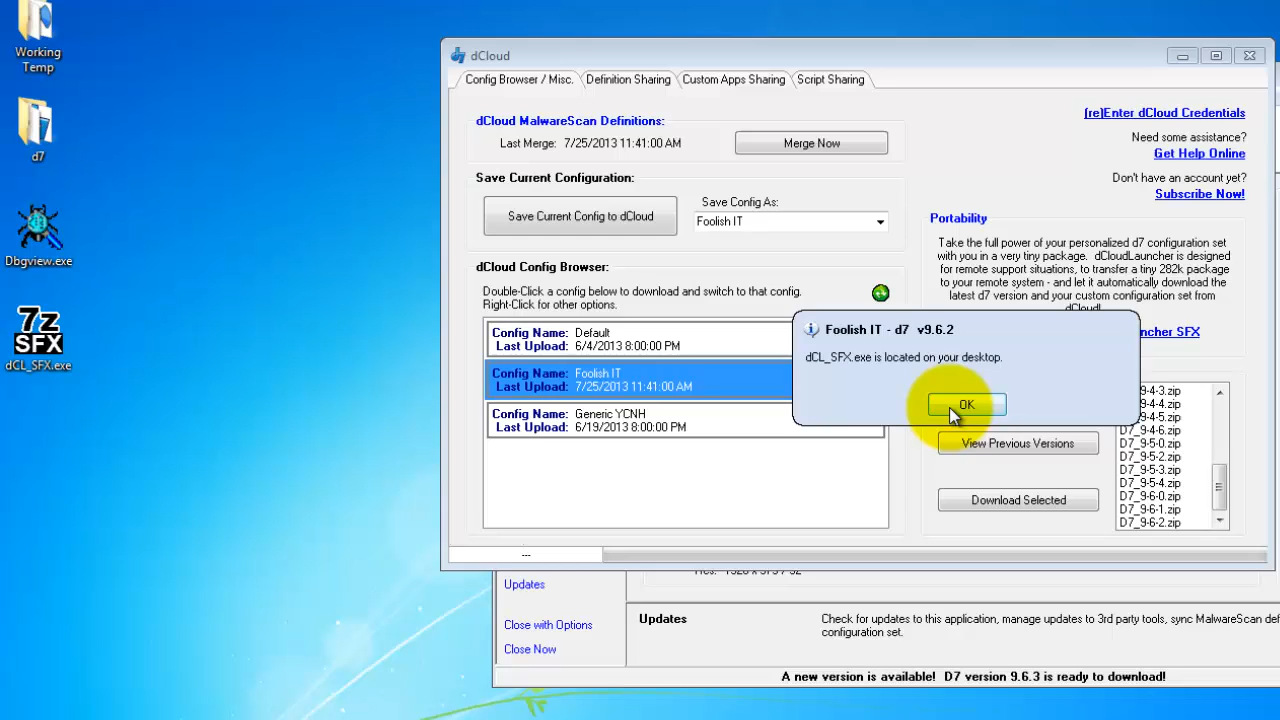 Working
Temp
d7
Dbgview.exe
7z
SFX
dCL_SFX.exe
dCloud
Config Browser / Misc.
Definition Sharing
Custom Apps Sharing
Script Sharing
dCloud MalwareScan Definitions:
Last Merge: 7/25/2013 11:41:00 AM
Merge Now
Save Current Configuration:
Save Current Config to dCloud
Save Config As:
Foolish IT
dCloud Config Browser:
Double-Click a config below to download and switch to that config.
Right-Click for other options.
Config Name: Default
Last Upload: 6/4/2013 8:00:00 PM
Config Name: Foolish IT
Last Upload: 7/25/2013 11:41:00 AM
Config Name: Generic YCNH
Last Upload: 6/19/2013 8:00:00 PM
(re)Enter dCloud Credentials
Need some assistance?
Get Help Online
Don't have an account yet?
Subscribe Now!
Portability
Take the full power of your personalized d7 configuration set
with you in a very tiny package. dCloudLauncher is designed
for remote support situations, to transfer a tiny 282k package
to your remote system - and let it automatically download the
latest d7 version and your custom configuration set from
dCloud!
ncher SFX
Foolish IT - d7 v9.6.2
dCL_SFX.exe is located on your desktop.
OK
View Previous Versions
Download Selected
-4-3.zip
9-4-4.zip
9-4-5.zip
D7_9-4-6.zip
D7_9-5-0.zip
D7_9-5-2.zip
D7_9-5-3.zip
D7_9-5-4.zip
D7_9-6-0.zip
D7_9-6-1.zip
D7_9-6-2.zip
...
Updates
Close with Options
Close Now
Updates
Check for updates to this application, manage updates to 3rd party tools, sync MalwareScan def
configuration set.
A new version is available! D7 version 9.6.3 is ready to download!